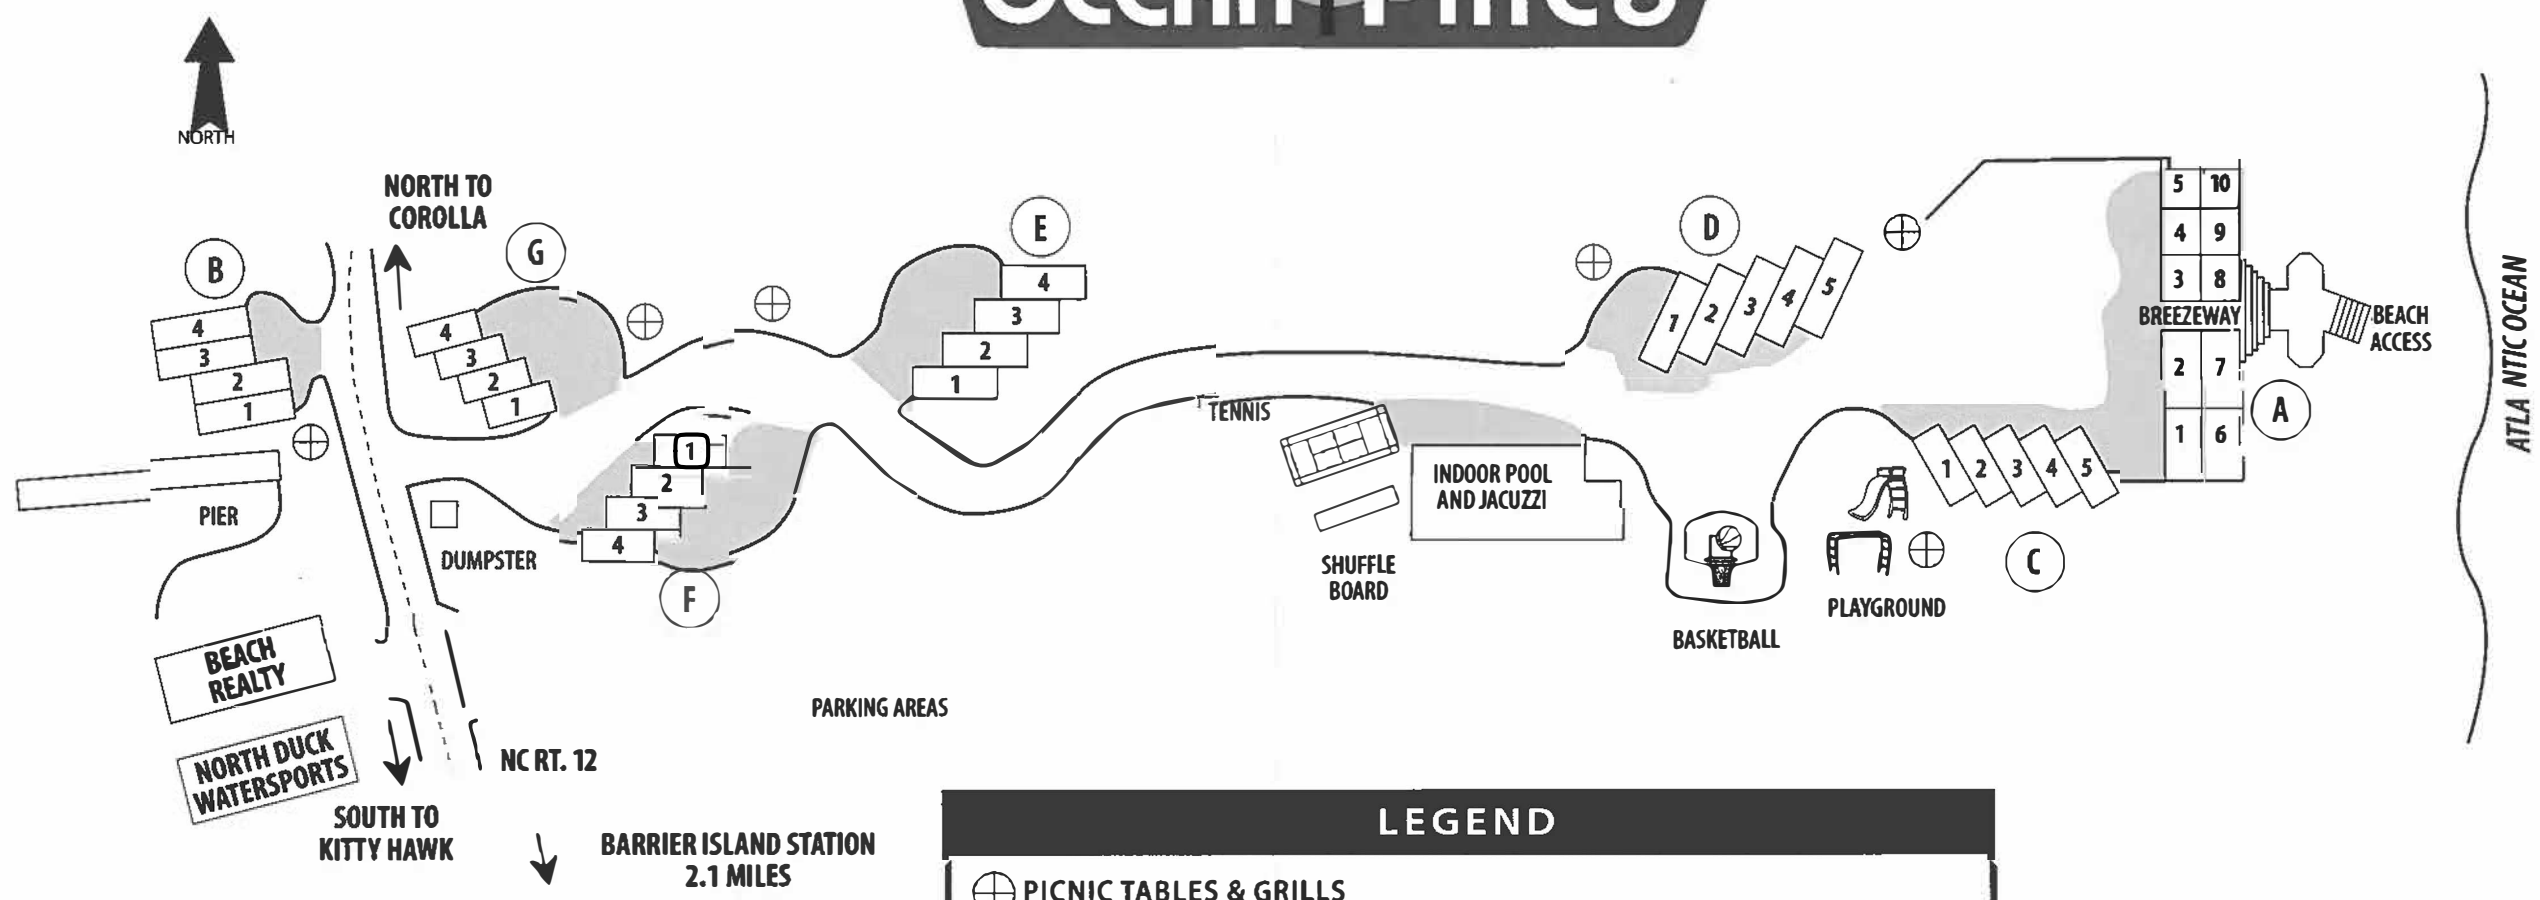 NORTH
NORTH TO
COROLLA
B
4
3
2
1
G
4
3
2
1
E
4
3
2
1
D
1
2
3
4
5
5 10
4 9
3 8
BREEZEWAY
2 7
1 6
A
BEACH
ACCESS
ATLA NTIC OCEAN
1
2
3
4
F
PIER
DUMPSTER
TENNIS
INDOOR POOL
AND JACUZZI
SHUFFLE
BOARD
BASKETBALL
1
2
3
4
5
C
PLAYGROUND
BEACH
REALTY
NORTH DUCK
WATERSPORTS
PARKING AREAS
NC RT. 12
SOUTH TO
KITTY HAWK
BARRIER ISLAND STATION
2.1 MILES
LEGEND
PICNIC TABLES & GRILLS